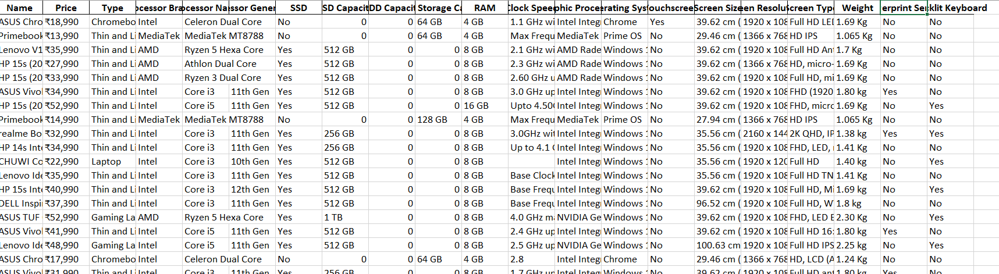 Name Price Type ocessor Bra ocessor Na ssor Gener SSD SD Capacit DD Capacit Storage Ca RAM Clock Speed phic Proce rating Sys ouchscree Screen Size en Resolu creen Type Weight erprint Sen klit Keyboard
ASUS Chro ₹18,990 Chromebo Intel Celeron Dual Core No 0 0 64 GB 4 GB 1.1 GHz wi Intel Integ Chrome Yes 39.62 cm ( 1920 x 108 Full HD LED 1.69 Kg No No
Primebook ₹13,990 Thin and Li MediaTek MediaTek MT8788 No 0 0 64 GB 4 GB Max Frequ MediaTek Prime OS No 29.46 cm ( 1366 x 768 HD IPS 1.065 Kg No No
Lenovo V1 ₹35,990 Thin and Li AMD Ryzen 5 Hexa Core Yes 512 GB 0 0 8 GB 2.1 GHz wi AMD Rade Windows 1 No 39.62 cm ( 1920 x 108 Full HD Ant 1.7 Kg No No
HP 15s (20 ₹27,990 Thin and Li AMD Athlon Dual Core Yes 512 GB 0 0 8 GB 2.3 GHz wi AMD Rade Windows 1 No 39.62 cm ( 1366 x 768 HD, micro- 1.69 Kg No No
HP 15s (20 ₹33,990 Thin and Li AMD Ryzen 3 Dual Core Yes 512 GB 0 0 8 GB 2.60 GHz u AMD Rade Windows 1 No 39.62 cm ( 1920 x 108 Full HD, mi 1.69 Kg No No
ASUS Vivol ₹34,990 Thin and Li Intel Core i3 11th Gen Yes 512 GB 0 0 8 GB 3.0 GHz up Intel Integ Windows 1 No 39.62 cm ( 1920 x 108 FHD (1920 1.80 kg Yes No
HP 15s (20 ₹52,990 Thin and Li Intel Core i5 11th Gen Yes 512 GB 0 0 16 GB Upto 4.50G Intel Integ Windows 1 No 39.62 cm ( 1920 x 108 FHD, micro 1.69 Kg No Yes
Primebook ₹14,990 Thin and Li MediaTek MediaTek MT8788 No 0 0 128 GB 4 GB Max Frequ MediaTek Prime OS No 27.94 cm ( 1366 x 768 HD IPS 1.065 Kg No No
realme Bo ₹32,990 Thin and Li Intel Core i3 11th Gen Yes 256 GB 0 0 8 GB 3.0GHz wit Intel Integ Windows 1 No 35.56 cm ( 2160 x 144 2K QHD, IP 1.38 kg Yes Yes
HP 14s Inte ₹34,990 Thin and Li Intel Core i3 11th Gen Yes 256 GB 0 0 8 GB Up to 4.1 G Intel Integ Windows 1 No 35.56 cm ( 1920 x 108 FHD, LED, 1.41 Kg No No
CHUWI Co ₹22,990 Laptop Intel Core i3 10th Gen Yes 512 GB 0 0 8 GB Intel Integ Windows 1 No 35.56 cm ( 1920 x 120 Full HD 1.40 kg No Yes
Lenovo Ide ₹35,990 Thin and Li Intel Core i3 11th Gen Yes 512 GB 0 0 8 GB Base Clock Intel Integ Windows 1 No 35.56 cm ( 1920 x 108 Full HD TN 1.41 Kg No No
HP 15s Inte ₹40,990 Thin and Li Intel Core i3 12th Gen Yes 512 GB 0 0 8 GB Base Frequ Intel Integ Windows 1 No 39.62 cm ( 1920 x 108 Full HD, Mi 1.69 kg No Yes
DELL Inspi ₹37,390 Thin and Li Intel Core i3 11th Gen Yes 512 GB 0 0 8 GB Base Frequ Intel Integ Windows 1 No 96.52 cm ( 1920 x 108 Full HD, W 1.8 kg No No
ASUS TUF ₹52,990 Gaming La AMD Ryzen 5 Hexa Core Yes 1 TB 0 0 8 GB 4.0 GHz ma NVIDIA Ge Windows 1 No 39.62 cm ( 1920 x 108 FHD, LED B 2.30 Kg No Yes
ASUS Vivol ₹41,990 Thin and Li Intel Core i5 11th Gen Yes 512 GB 0 0 8 GB 2.4 GHz up Intel Integ Windows 1 No 39.62 cm ( 1920 x 108 Full HD 16: 1.80 kg Yes No
Lenovo Ide ₹48,990 Gaming La Intel Core i5 11th Gen Yes 512 GB 0 0 8 GB 2.5 GHz up NVIDIA Ge Windows 1 No 100.63 cm 1920 x 108 Full HD IPS 2.25 kg No Yes
ASUS Chro ₹17,990 Chromebo Intel Celeron Dual Core No 0 0 64 GB 4 GB 2.8 Intel Integ Chrome No 29.46 cm ( 1366 x 768 HD, LCD (A 1.24 Kg No No
ASUS Vivol ₹31,990 Thin and Li Intel Core i3 11th Gen Yes 256 GB 0 0 8 GB 1.7 GHz up Intel Integ Windows 1 No 39.62 cm ( 1920 x 108 Full HD ant 1.80 kg Yes No